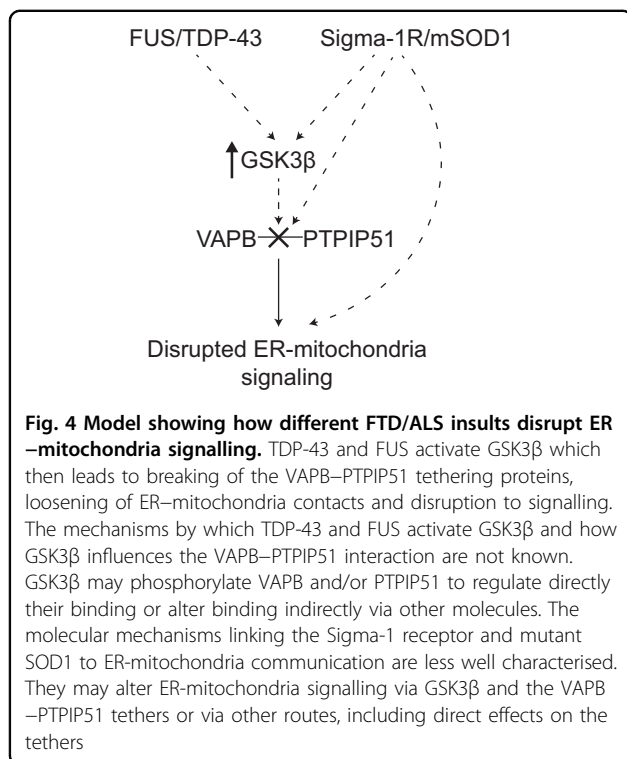 FUS/TDP-43 Sigma-1R/mSOD1
GSK3β
VAPB PTPIP51
Disrupted ER-mitochondria
signaling
Fig. 4 Model showing how different FTD/ALS insults disrupt ER
–mitochondria signalling. TDP-43 and FUS activate GSK3β which
then leads to breaking of the VAPB–PTPIP51 tethering proteins,
loosening of ER–mitochondria contacts and disruption to signalling.
The mechanisms by which TDP-43 and FUS activate GSK3β and how
GSK3β influences the VAPB–PTPIP51 interaction are not known.
GSK3β may phosphorylate VAPB and/or PTPIP51 to regulate directly
their binding or alter binding indirectly via other molecules. The
molecular mechanisms linking the Sigma-1 receptor and mutant
SOD1 to ER-mitochondria communication are less well characterised.
They may alter ER-mitochondria signalling via GSK3β and the VAPB
–PTPIP51 tethers or via other routes, including direct effects on the
tethers